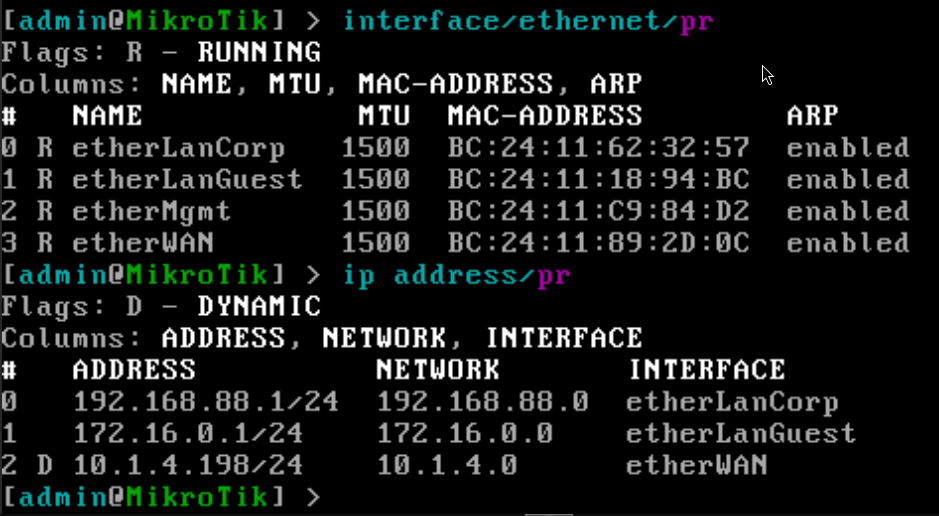 [admin@MikroTik] > interface/ethernet/pr
Flags: R - RUNNING
Columns: NAME, MTU, MAC-ADDRESS, ARP
#   NAME           MTU  MAC-ADDRESS        ARP
0 R etherLanCorp   1500  BC:24:11:62:32:57  enabled
1 R etherLanGuest  1500  BC:24:11:18:94:BC  enabled
2 R etherMgmt      1500  BC:24:11:C9:84:D2  enabled
3 R etherWAN       1500  BC:24:11:89:2D:0C  enabled
[admin@MikroTik] > ip address/pr
Flags: D - DYNAMIC
Columns: ADDRESS, NETWORK, INTERFACE
#   ADDRESS          NETWORK       INTERFACE
0   192.168.88.1/24  192.168.88.0  etherLanCorp
1   172.16.0.1/24    172.16.0.0    etherLanGuest
2 D 10.1.4.198/24    10.1.4.0      etherWAN
[admin@MikroTik] >